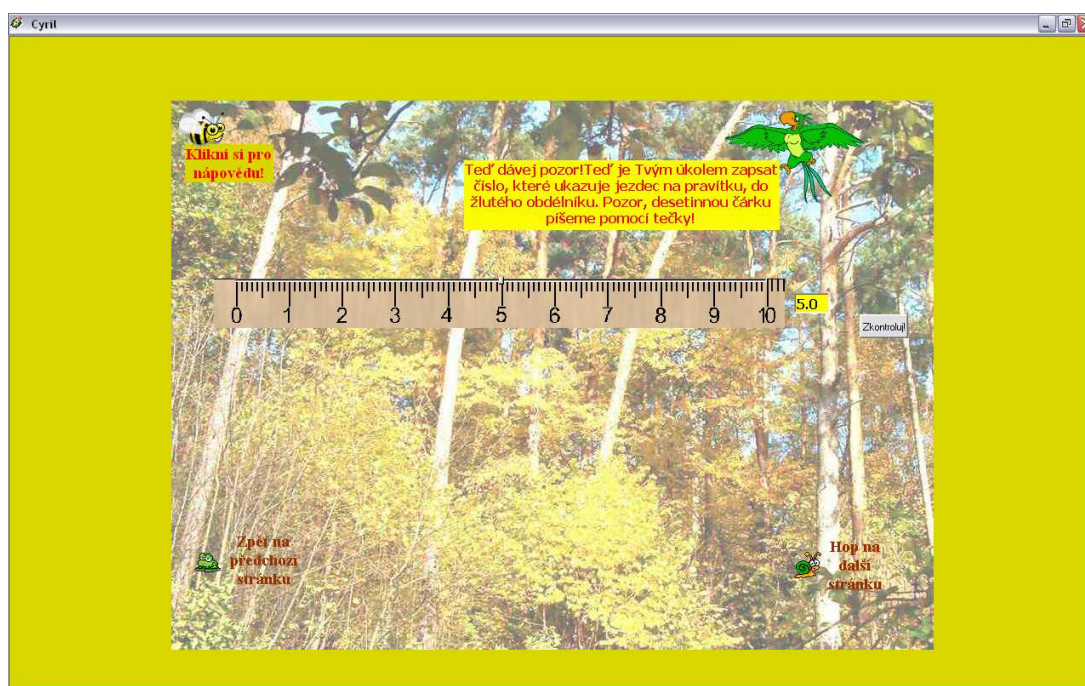 Cyril
Klikni si pro
nápovědu!
Teď dávej pozor!Teď je Tvým úkolem zapsat
číslo, které ukazuje jezdec na pravítku, do
žlutého obdélníku. Pozor, desetinnou čárku
píšeme pomocí tečky!
0 1 2 3 4 5 6 7 8 9 10
5.0
Zkontroluj!
Zpět na
předchozí
stránku
Hop na
další
stránku